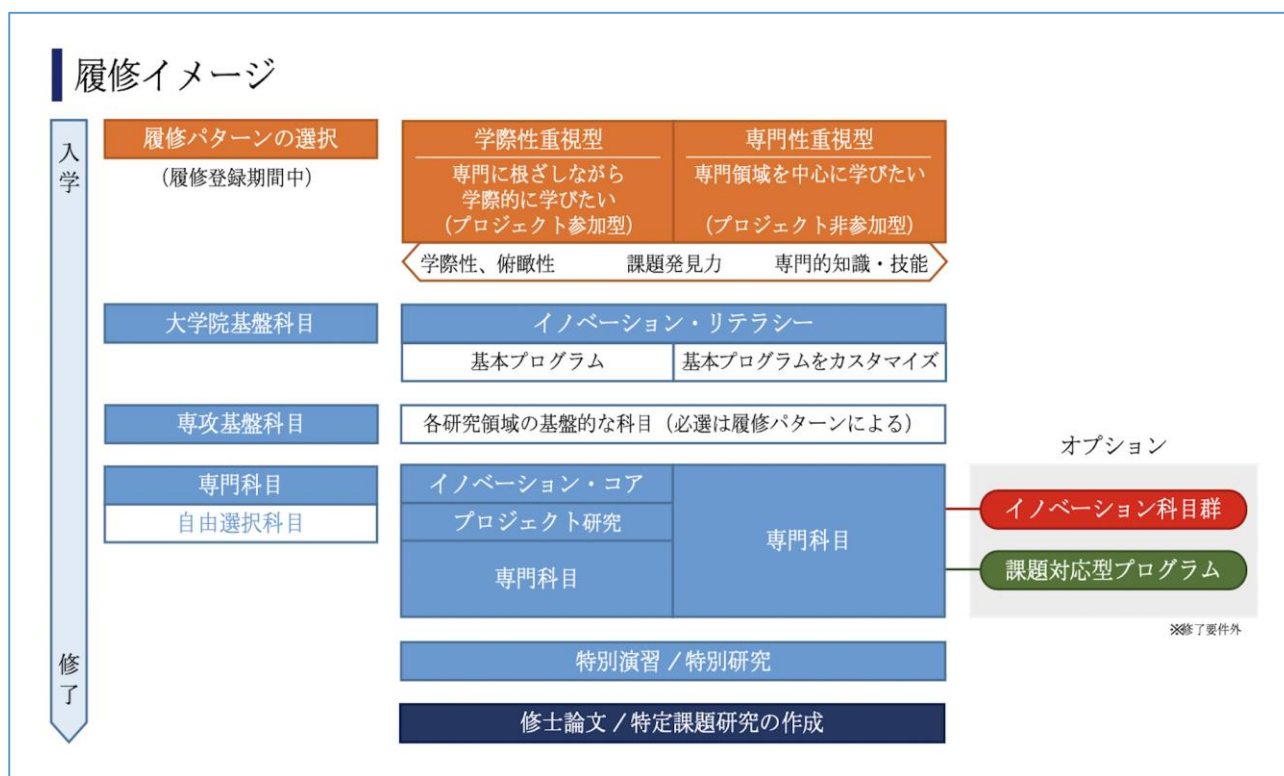 履修イメージ
入学
履修パターンの選択
(履修登録期間中)
学際性重視型
専門に根ざしながら
学際的に学びたい
(プロジェクト参加型)
専門性重視型
専門領域を中心に学びたい
(プロジェクト非参加型)
学際性、俯瞰性 課題発見力 専門的知識・技能
大学院基盤科目
イノベーション・リテラシー
基本プログラム
基本プログラムをカスタマイズ
専攻基盤科目
各研究領域の基盤的な科目(必選は履修パターンによる)
専門科目
自由選択科目
イノベーション・コア
プロジェクト研究
専門科目
専門科目
オプション
イノベーション科目群
課題対応型プログラム
※修了要件外
特別演習 / 特別研究
修士論文 / 特定課題研究の作成
修了